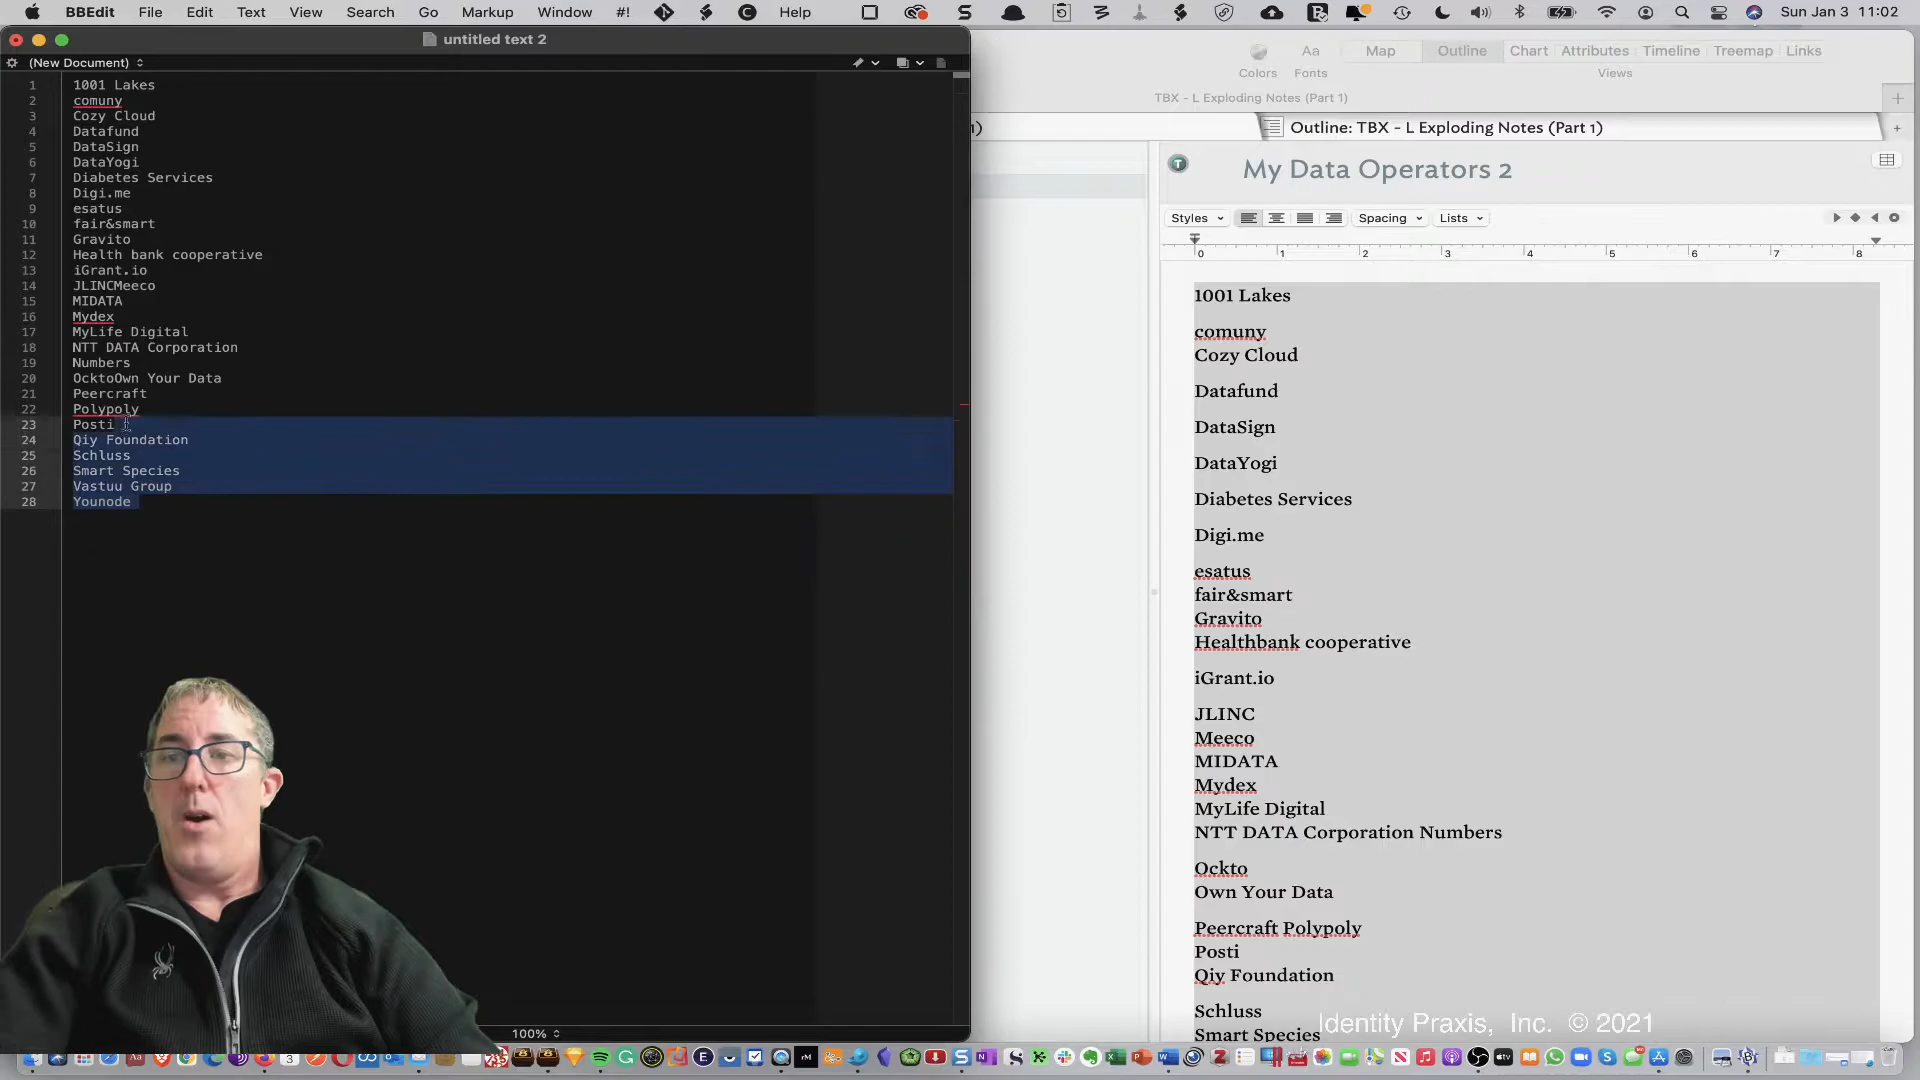 BBEdit File Edit Text View Search Go Markup Window #! Help Sun Jan 3 11:02
untitled text 2
(New Document)
1 1001 Lakes
2 comuny
3 Cozy Cloud
4 Datafund
5 DataSign
6 DataYogi
7 Diabetes Services
8 Digi.me
9 esatus
10 fair&smart
11 Gravito
12 Health bank cooperative
13 iGrant.io
14 JLINCMeeco
15 MIDATA
16 Mydex
17 MyLife Digital
18 NTT DATA Corporation
19 Numbers
20 OcktoOwn Your Data
21 Peercraft
22 Polypoly
23 Posti
24 Qiy Foundation
25 Schluss
26 Smart Species
27 Vastuu Group
28 Younode
100%
Aa Map Outline Chart Attributes Timeline Treemap Links
Colors Fonts Views
TBX - L Exploding Notes (Part 1)
1) Outline: TBX - L Exploding Notes (Part 1)
My Data Operators 2
Styles Spacing Lists
0 1 2 3 4 5 6 7 8
1001 Lakes
comuny
Cozy Cloud
Datafund
DataSign
DataYogi
Diabetes Services
Digi.me
esatus
fair&smart
Gravito
Healthbank cooperative
iGrant.io
JLINC
Meeco
MIDATA
Mydex
MyLife Digital
NTT DATA Corporation Numbers
Ockto
Own Your Data
Peercraft Polypoly
Posti
Qiy Foundation
Schluss
Smart Species
Identity Praxis, Inc. © 2021